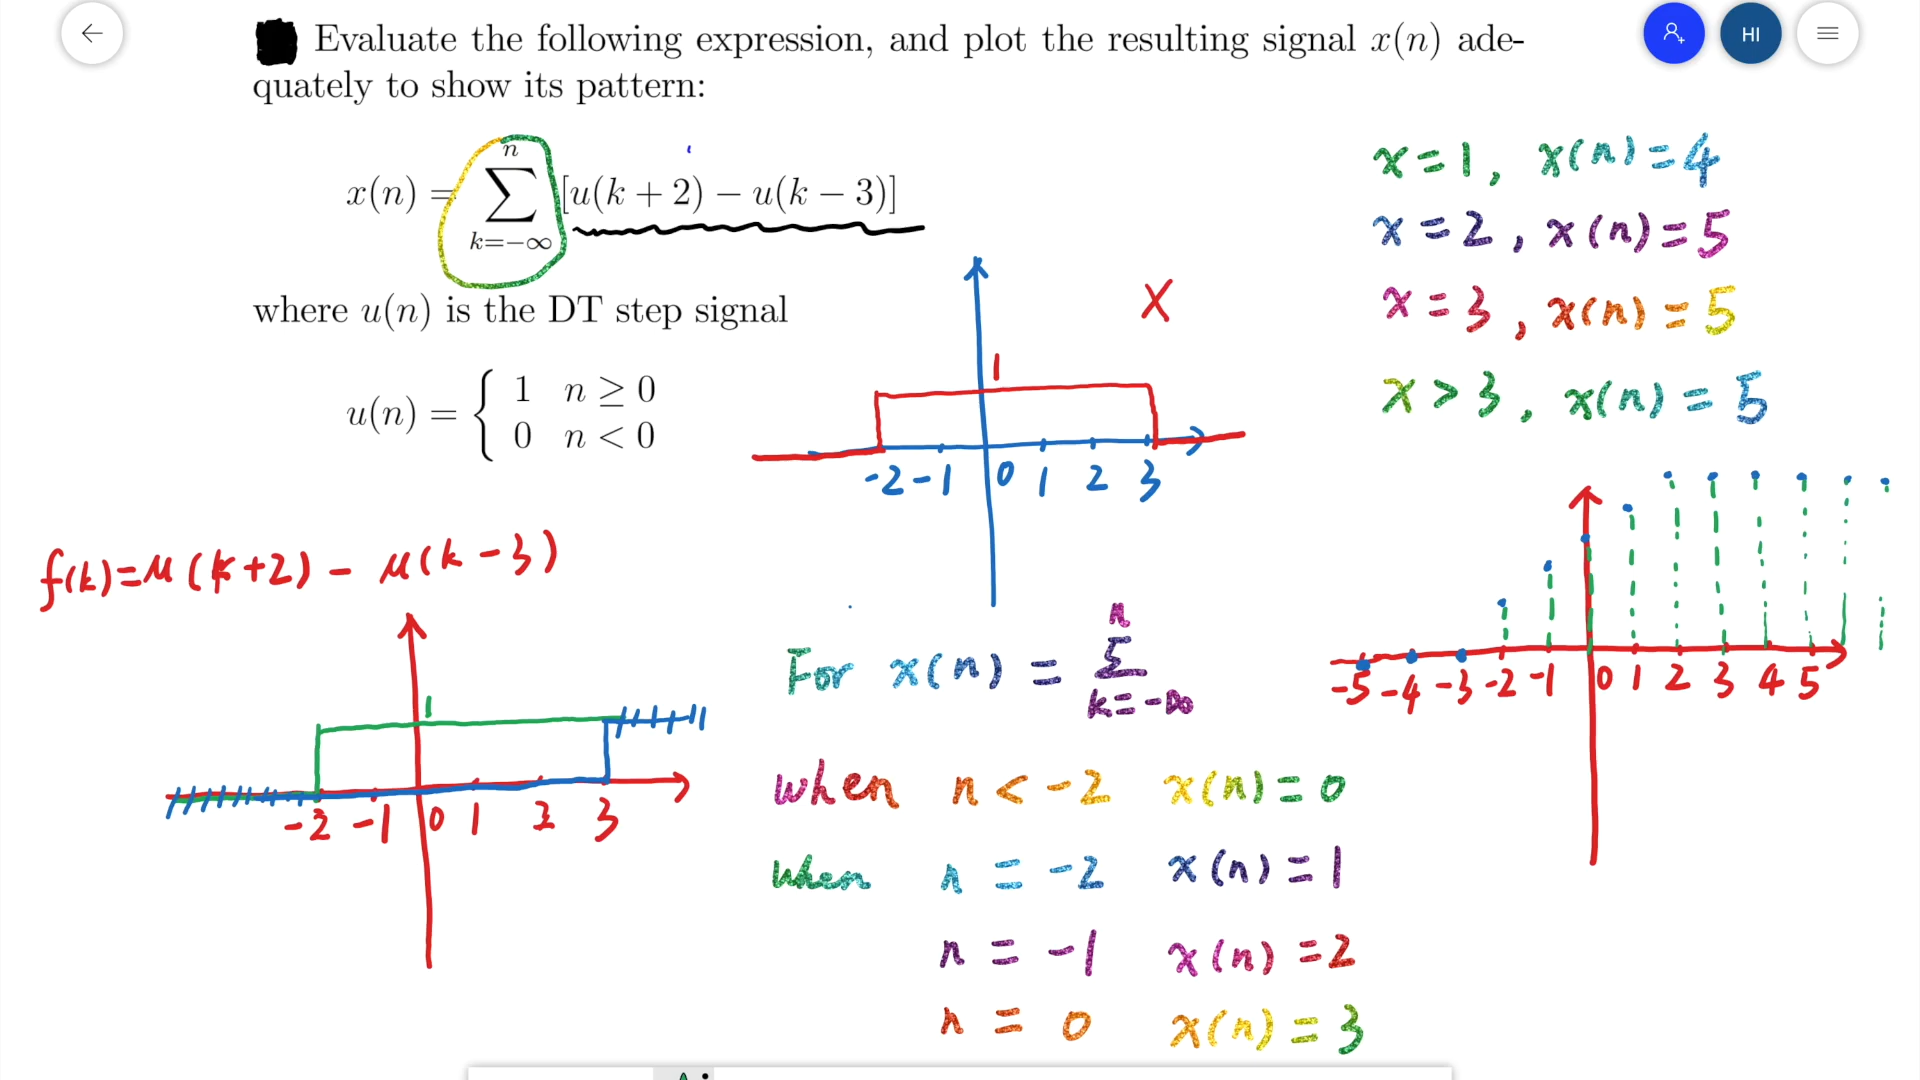 HI
Evaluate the following expression, and plot the resulting signal x(n) ade-
quately to show its pattern:
x(n) = ∑_{k=−∞}^{n} [u(k + 2) − u(k − 3)]
where u(n) is the DT step signal
u(n) = { 1 n ≥ 0
0 n < 0
x=1, x(n)=4
x=2, x(n)=5
x=3, x(n)=5
x>3, x(n)=5
X
1
-2 -1 0 1 2 3
f(k)=u(k+2) - u(k-3)
1
-2 -1 0 1 2 3
For x(n) = ∑_{k=-∞}^{n}
when n < -2 x(n)=0
when n = -2 x(n)=1
n = -1 x(n)=2
n = 0 x(n)=3
-5 -4 -3 -2 -1 0 1 2 3 4 5